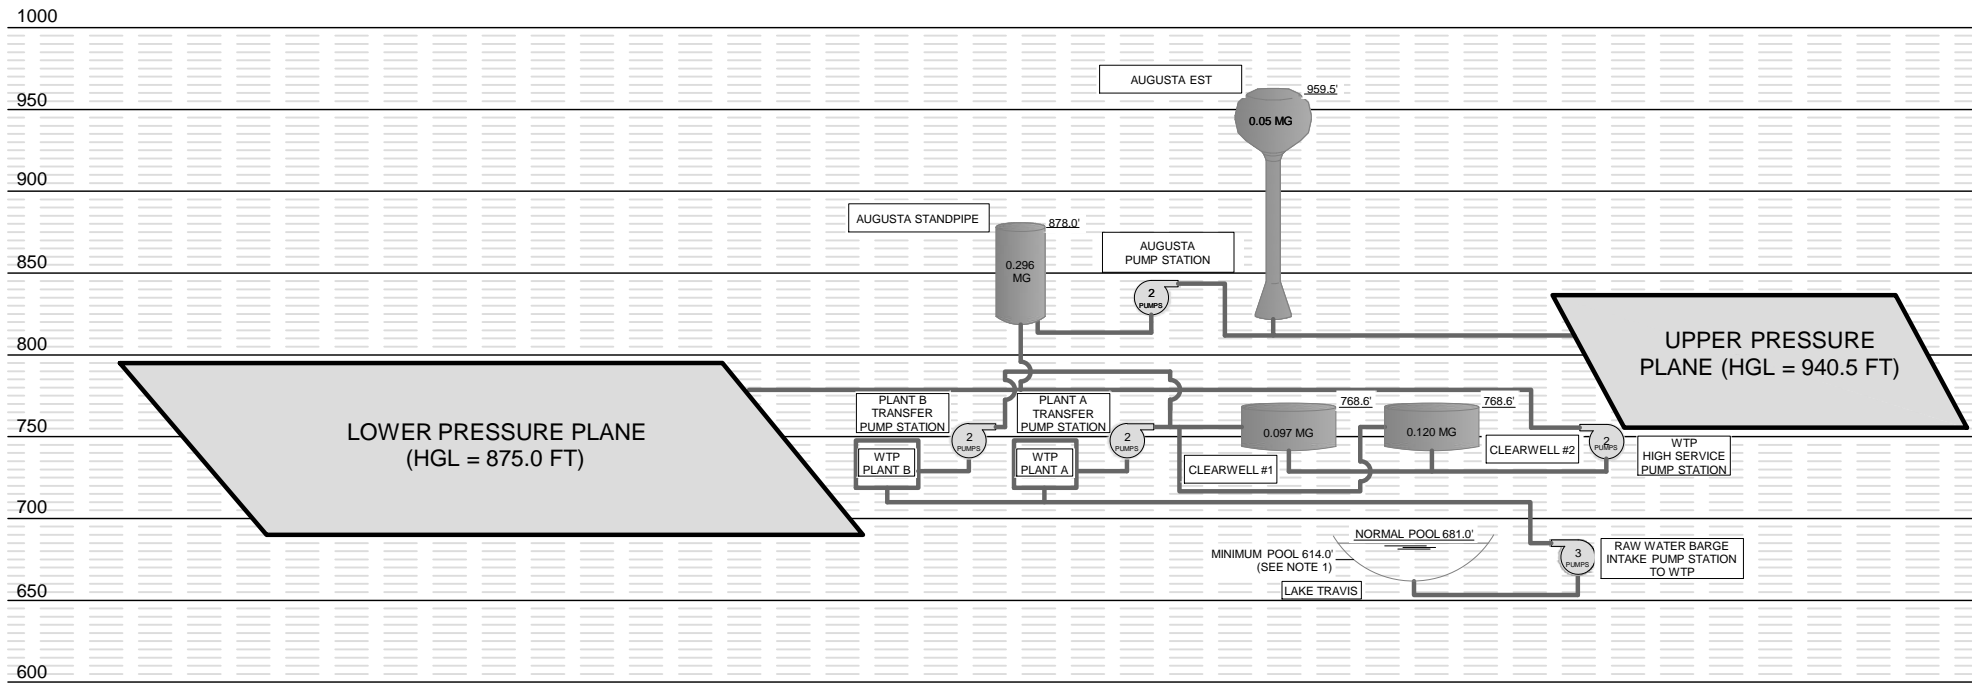 1000
950
900
850
800
750
700
650
600
AUGUSTA EST
959.5'
0.05 MG
AUGUSTA STANDPIPE
878.0'
0.296
MG
AUGUSTA
PUMP STATION
2
PUMPS
UPPER PRESSURE
PLANE (HGL = 940.5 FT)
LOWER PRESSURE PLANE
(HGL = 875.0 FT)
PLANT B
TRANSFER
PUMP STATION
2
PUMPS
WTP
PLANT B
PLANT A
TRANSFER
PUMP STATION
2
PUMPS
WTP
PLANT A
768.6'
0.097 MG
CLEARWELL #1
768.6'
0.120 MG
CLEARWELL #2
2
PUMPS
WTP
HIGH SERVICE
PUMP STATION
NORMAL POOL 681.0'
MINIMUM POOL 614.0'
(SEE NOTE 1)
LAKE TRAVIS
3
PUMPS
RAW WATER BARGE
INTAKE PUMP STATION
TO WTP